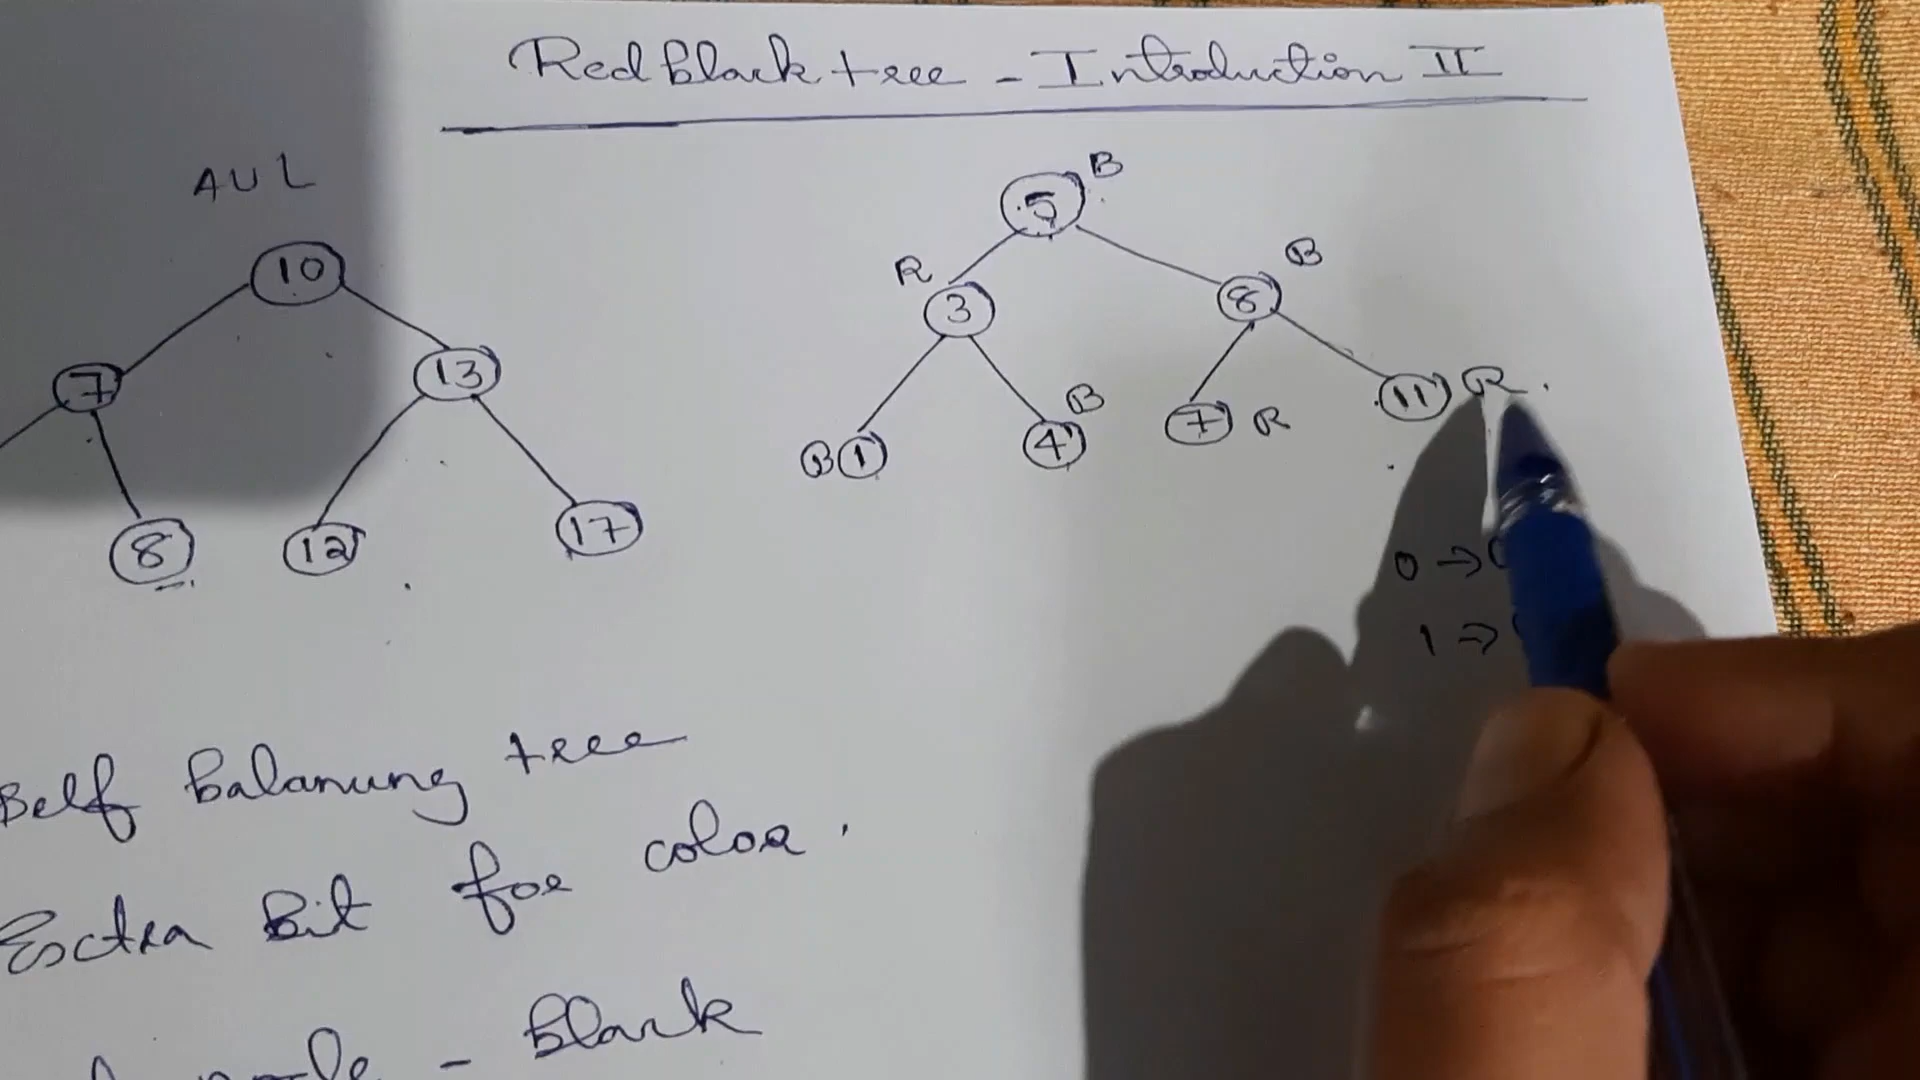 Red black tree - Introduction II
AVL
10
7
13
8
12
17
B
5
R
3
B
8
B 1
4 B
7 R
11 R
0 →
1 ⇒
Self balancing tree
Extra bit for color.
node - black